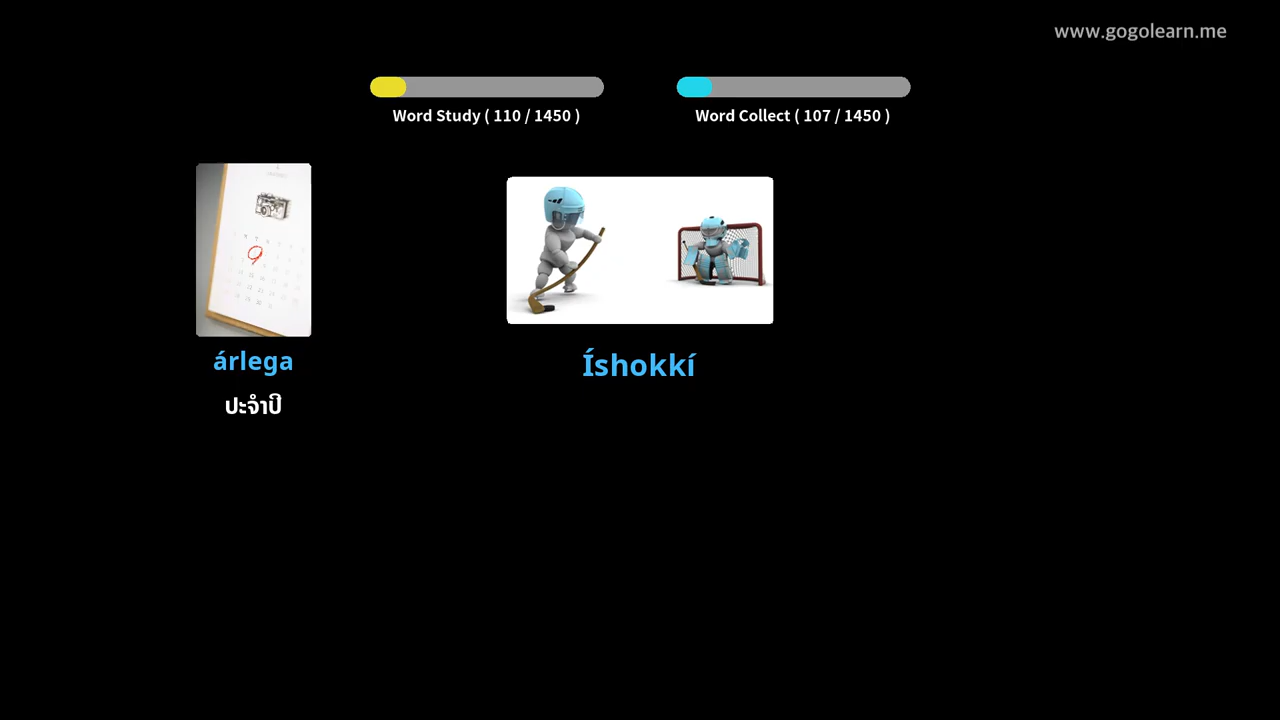 www.gogolearn.me
Word Study ( 110 / 1450 )
Word Collect ( 107 / 1450 )
árlega
ปะจำปี
Íshokkí